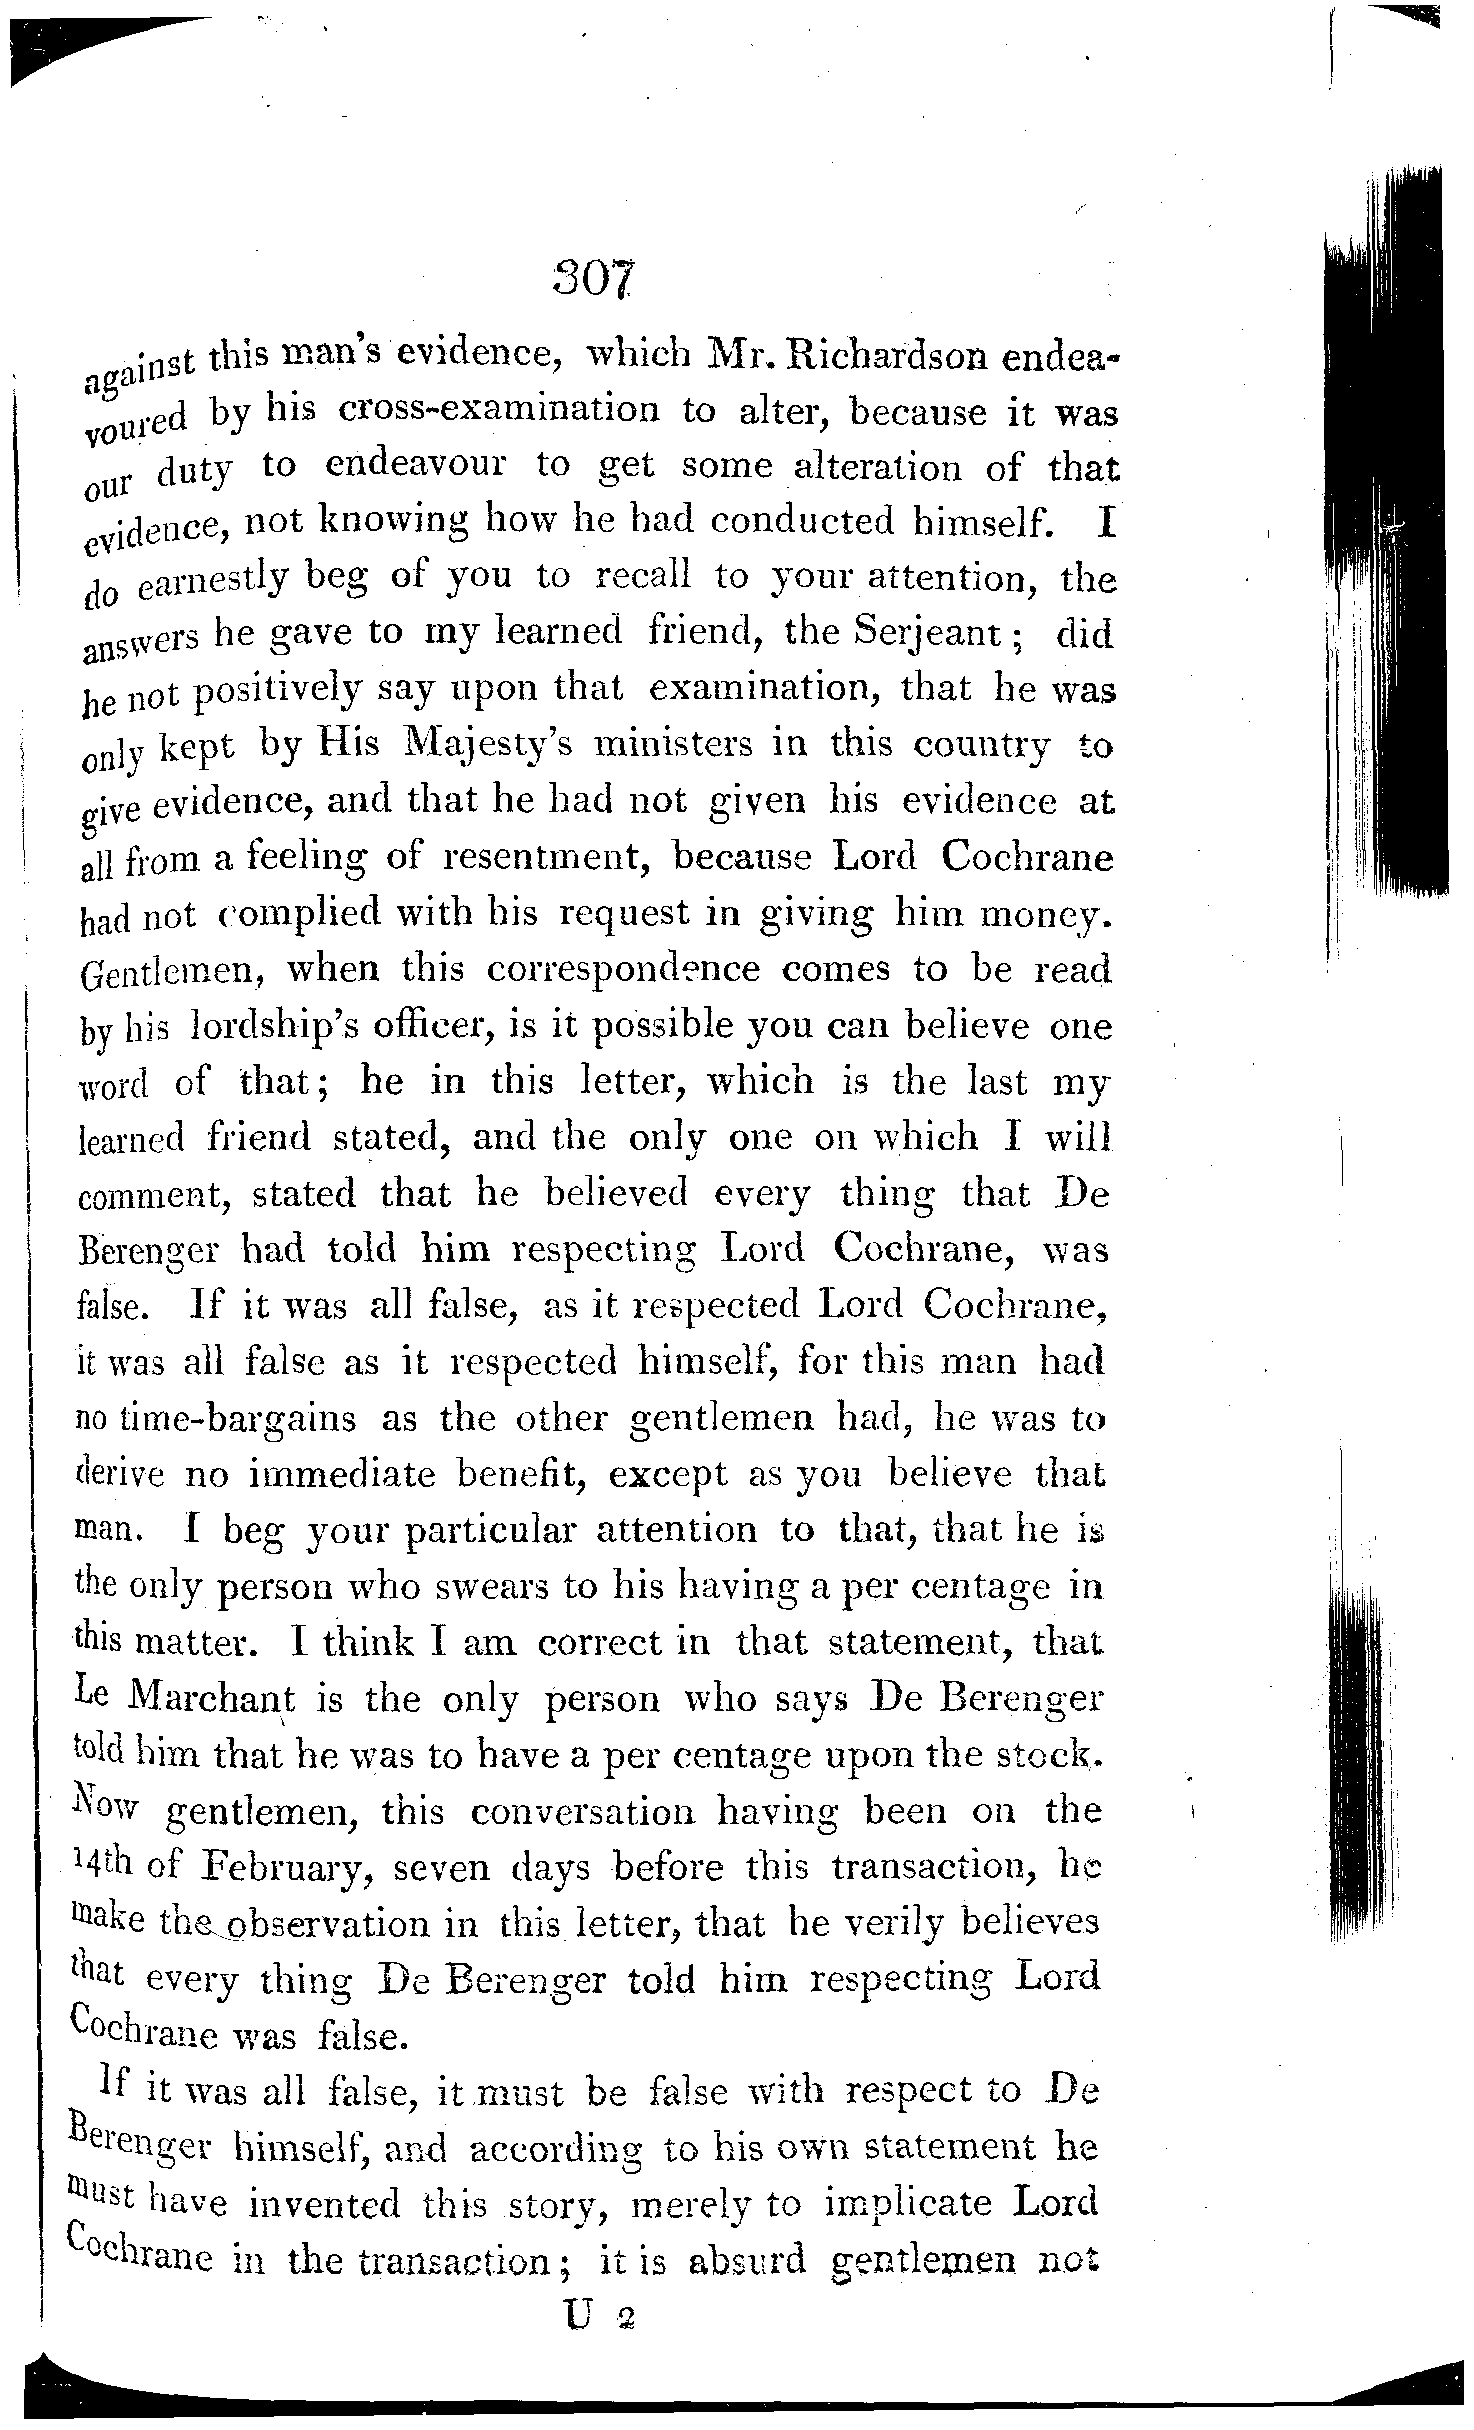 307
against this man's evidence, which Mr. Richardson endea-
voured by his cross-examination to alter, because it was
our duty to endeavour to get some alteration of that
evidence, not knowing how he had conducted himself. I
do earnestly beg of you to recall to your attention, the
answers he gave to my learned friend, the Serjeant; did
he not positively say upon that examination, that he was
only kept by His Majesty's ministers in this country to
give evidence, and that he had not given his evidence at
all from a feeling of resentment, because Lord Cochrane
had not complied with his request in giving him money.
Gentlemen, when this correspondence comes to be read
by his lordship's officer, is it possible you can believe one
word of that; he in this letter, which is the last my
learned friend stated, and the only one on which I will
comment, stated that he believed every thing that De
Berenger had told him respecting Lord Cochrane, was
false. If it was all false, as it respected Lord Cochrane,
it was all false as it respected himself, for this man had
no time-bargains as the other gentlemen had, he was to
derive no immediate benefit, except as you believe that
man. I beg your particular attention to that, that he is
the only person who swears to his having a per centage in
this matter. I think I am correct in that statement, that
Le Marchant is the only person who says De Berenger
told him that he was to have a per centage upon the stock.
Now gentlemen, this conversation having been on the
14th of February, seven days before this transaction, he
make the observation in this letter, that he verily believes
that every thing De Berenger told him respecting Lord
Cochrane was false.
If it was all false, it must be false with respect to De
Berenger himself, and according to his own statement he
must have invented this story, merely to implicate Lord
Cochrane in the transaction; it is absurd gentlemen not
U 2